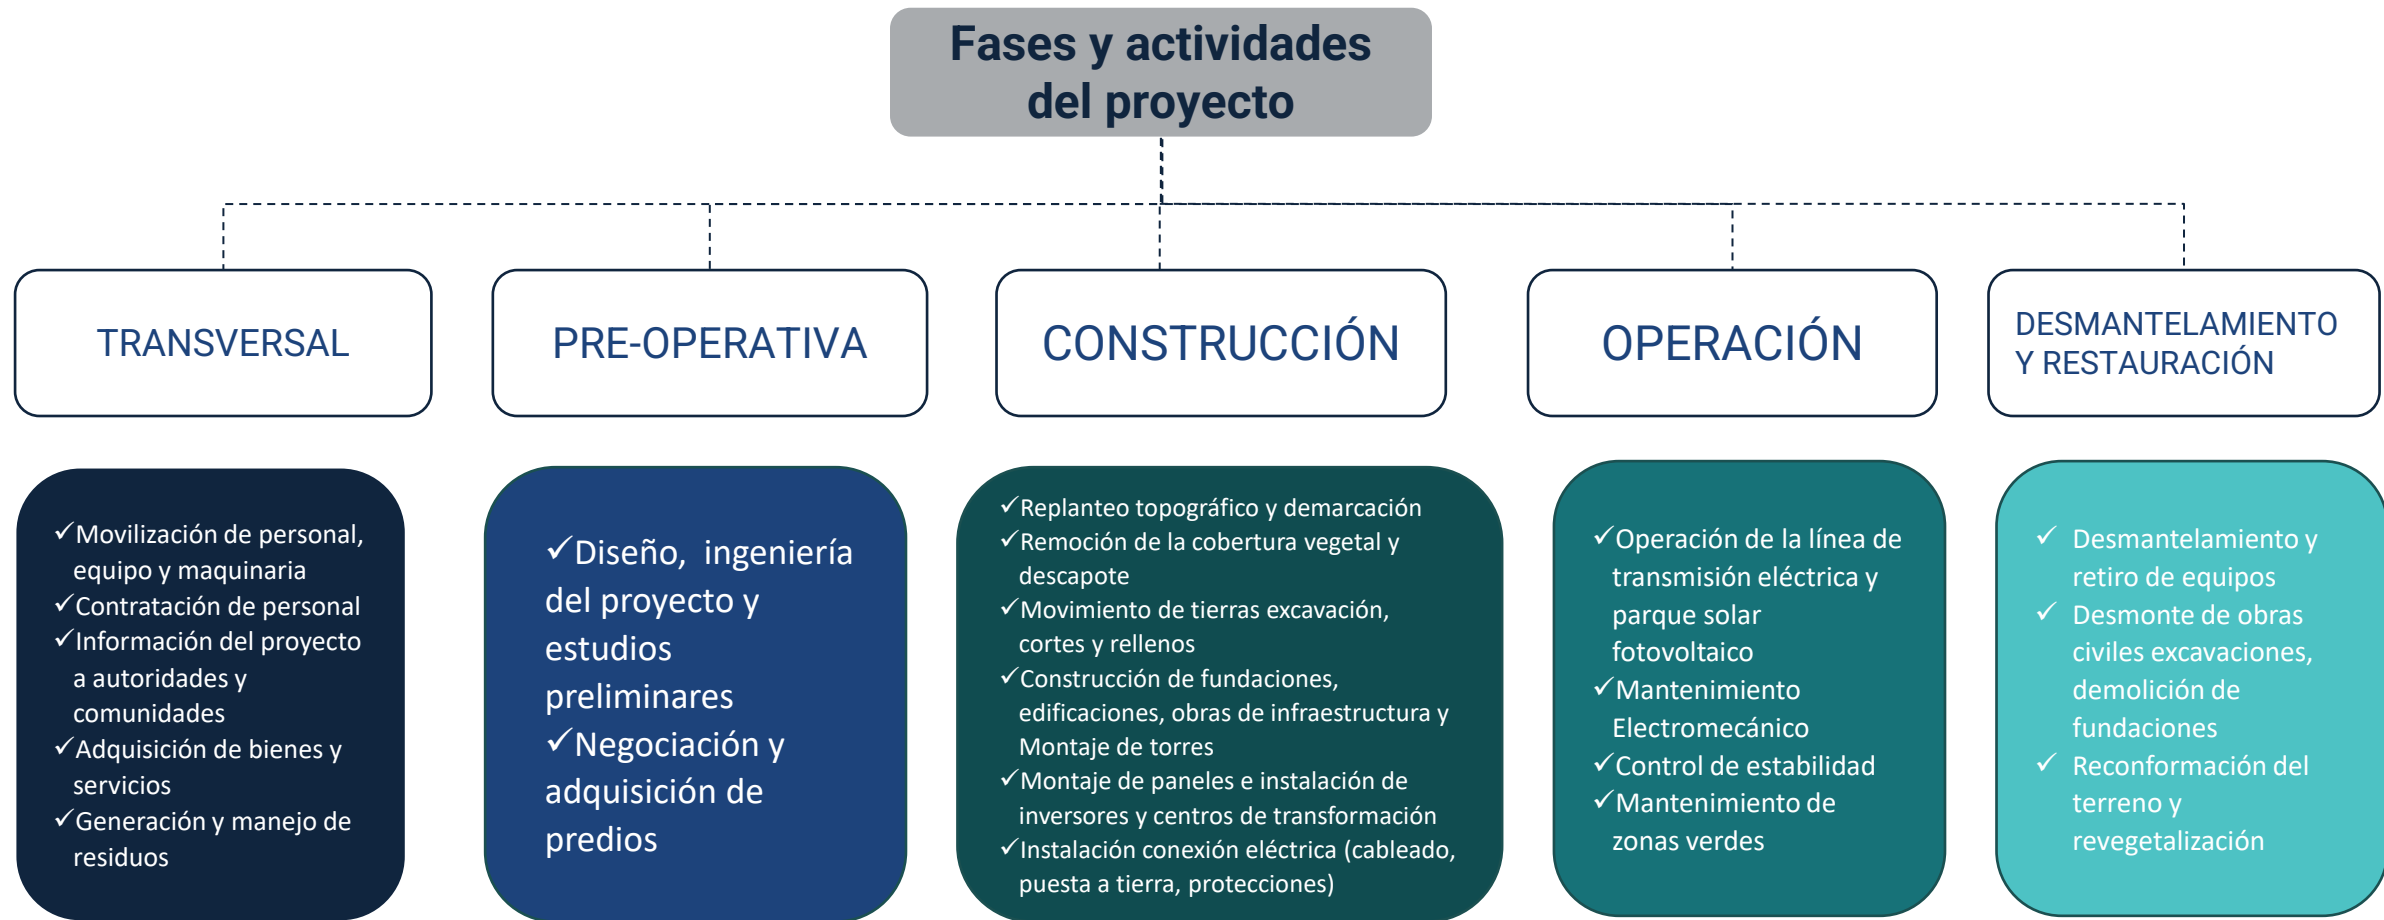 Fases y actividades
del proyecto
TRANSVERSAL
PRE-OPERATIVA
CONSTRUCCIÓN
OPERACIÓN
DESMANTELAMIENTO
Y RESTAURACIÓN
✓Movilización de personal,
equipo y maquinaria
✓Contratación de personal
✓Información del proyecto
a autoridades y
comunidades
✓Adquisición de bienes y
servicios
✓Generación y manejo de
residuos
✓Diseño, ingeniería
del proyecto y
estudios
preliminares
✓Negociación y
adquisición de
predios
✓Replanteo topográfico y demarcación
✓Remoción de la cobertura vegetal y
descapote
✓Movimiento de tierras excavación,
cortes y rellenos
✓Construcción de fundaciones,
edificaciones, obras de infraestructura y
Montaje de torres
✓Montaje de paneles e instalación de
inversores y centros de transformación
✓Instalación conexión eléctrica (cableado,
puesta a tierra, protecciones)
✓Operación de la línea de
transmisión eléctrica y
parque solar
fotovoltaico
✓Mantenimiento
Electromecánico
✓Control de estabilidad
✓Mantenimiento de
zonas verdes
✓ Desmantelamiento y
retiro de equipos
✓ Desmonte de obras
civiles excavaciones,
demolición de
fundaciones
✓ Reconformación del
terreno y
revegetalización